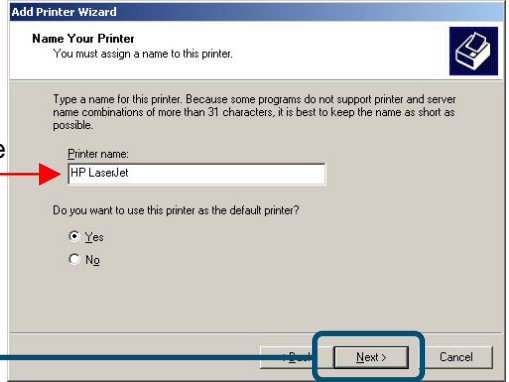 Add Printer Wizard
Name Your Printer
You must assign a name to this printer.
Type a name for this printer. Because some programs do not support printer and server
name combinations of more than 31 characters, it is best to keep the name as short as
possible.
Printer name:
HP LaserJet
Do you want to use this printer as the default printer?
Yes
No
Next >
Cancel